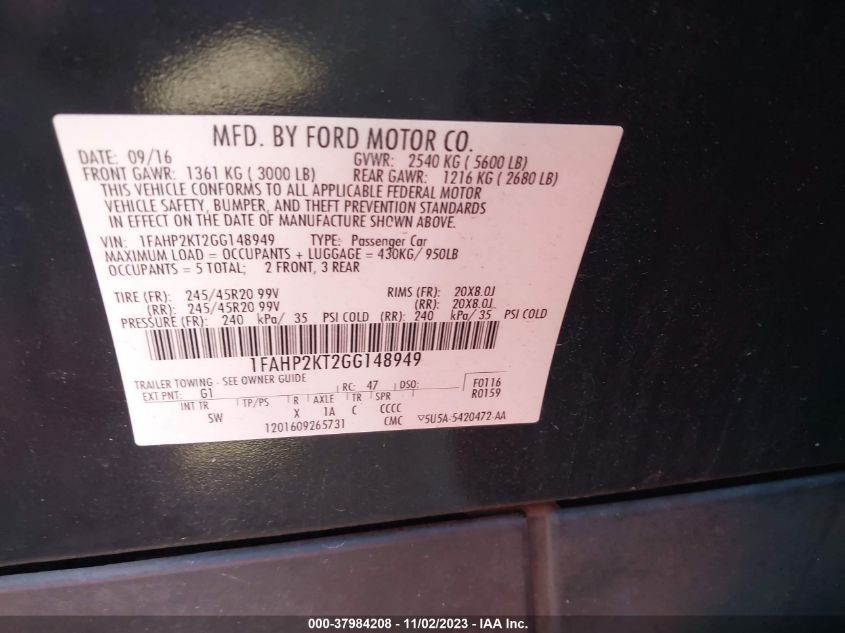 MFD. BY FORD MOTOR CO.
DATE: 09/16 GVWR: 2540 KG ( 5600 LB)
FRONT GAWR: 1361 KG ( 3000 LB) REAR GAWR: 1216 KG ( 2680 LB)
THIS VEHICLE CONFORMS TO ALL APPLICABLE FEDERAL MOTOR
VEHICLE SAFETY, BUMPER, AND THEFT PREVENTION STANDARDS
IN EFFECT ON THE DATE OF MANUFACTURE SHOWN ABOVE.
VIN: 1FAHP2KT2GG148949 TYPE: Passenger Car
MAXIMUM LOAD = OCCUPANTS + LUGGAGE = 430KG/ 950LB
OCCUPANTS = 5 TOTAL; 2 FRONT, 3 REAR
TIRE (FR): 245/45R20 99V RIMS (FR): 20X8.0J
(RR): 245/45R20 99V (RR): 20X8.0J
PRESSURE (FR): 240 kPa/ 35 PSI COLD (RR): 240 kPa/ 35 PSI COLD
1FAHP2KT2GG148949
TRAILER TOWING - SEE OWNER GUIDE
EXT PNT: G1 RC: 47 DSO: F0116
R0159
INT TR TP/PS R AXLE TR SPR
SW X 1A C CCCC
1201609265731 CMC ▽5U5A-5420472-AA
000-37984208 - 11/02/2023 - IAA Inc.